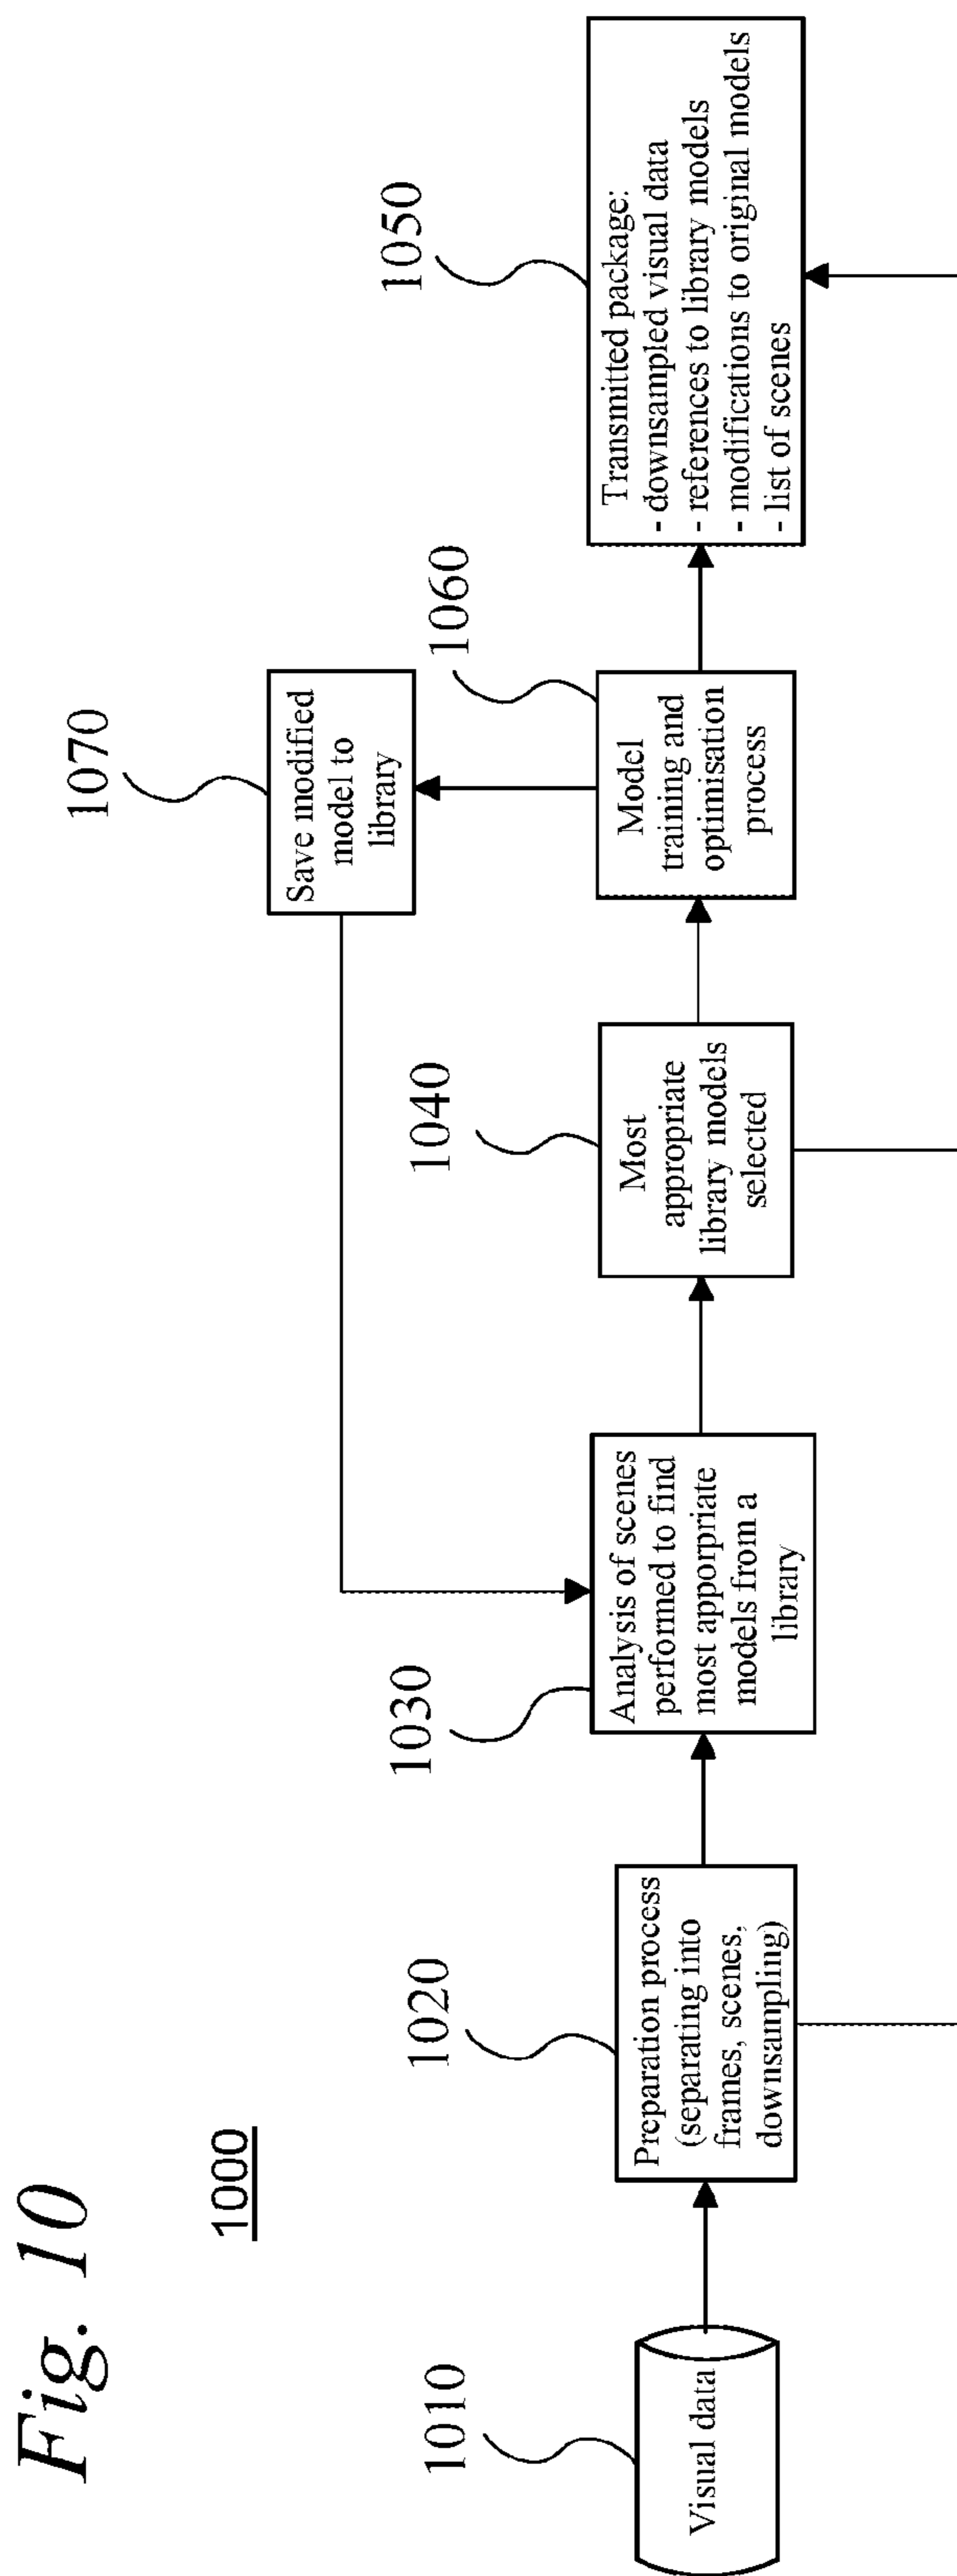 Fig. 10
1000
1010
Visual data
1020
Preparation process
(separating into
frames, scenes,
downsampling)
1030
Analysis of scenes
performed to find
most apporpriate
models from a
library
1040
Most
appropriate
library models
selected
1060
Model
training and
optimisation
process
1070
Save modified
model to
library
1050
Transmitted package:
- downsampled visual data
- references to library models
- modifications to original models
- list of scenes